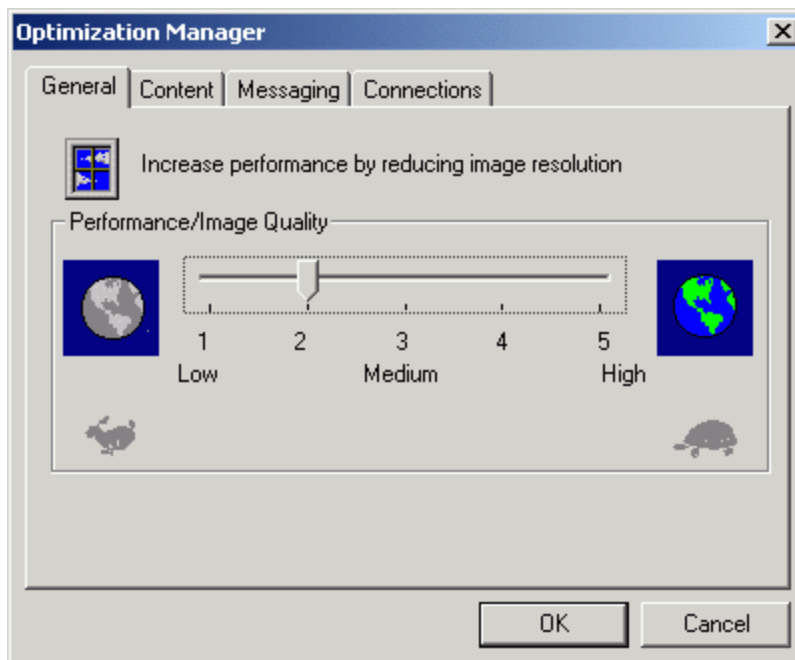 Optimization Manager
General Content Messaging Connections
Increase performance by reducing image resolution
Performance/Image Quality
1 2 3 4 5
Low Medium High
OK Cancel